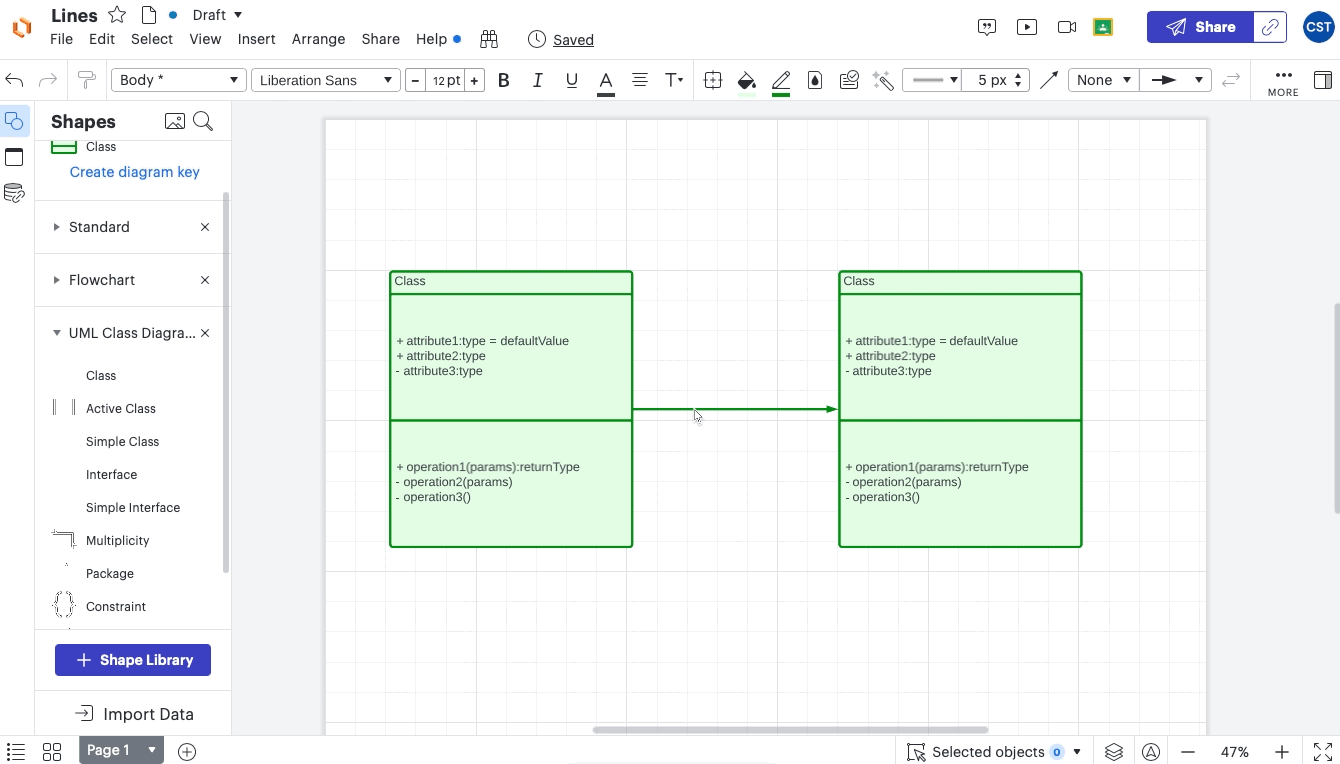 Lines
Draft
File Edit Select View Insert Arrange Share Help
Saved
Share
CST
Body *
Liberation Sans
- 12 pt +
B I U A T
5 px
None
MORE
Shapes
Class
Create diagram key
Standard
Flowchart
UML Class Diagra...
Class
Active Class
Simple Class
Interface
Simple Interface
Multiplicity
Package
Constraint
+ Shape Library
Import Data
Class
+ attribute1:type = defaultValue
+ attribute2:type
- attribute3:type
+ operation1(params):returnType
- operation2(params)
- operation3()
Class
+ attribute1:type = defaultValue
+ attribute2:type
- attribute3:type
+ operation1(params):returnType
- operation2(params)
- operation3()
Page 1
Selected objects 0
47%